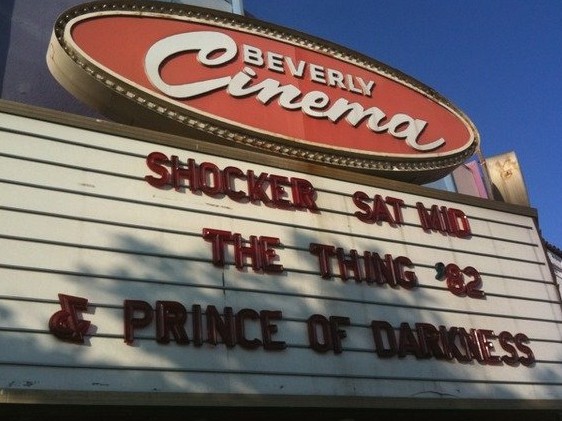 BEVERLY
Cinema
SHOCKER SAT MID
THE THING '82
& PRINCE OF DARKNESS